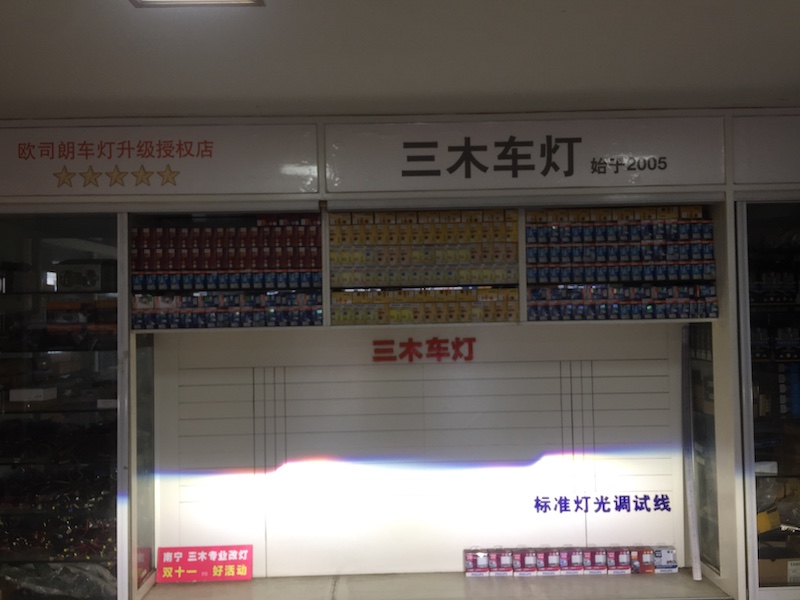 欧司朗车灯升级授权店
三木车灯 始于2005
三木车灯
标准灯光调试线
南宁 三木专业改灯
双十一 好活动